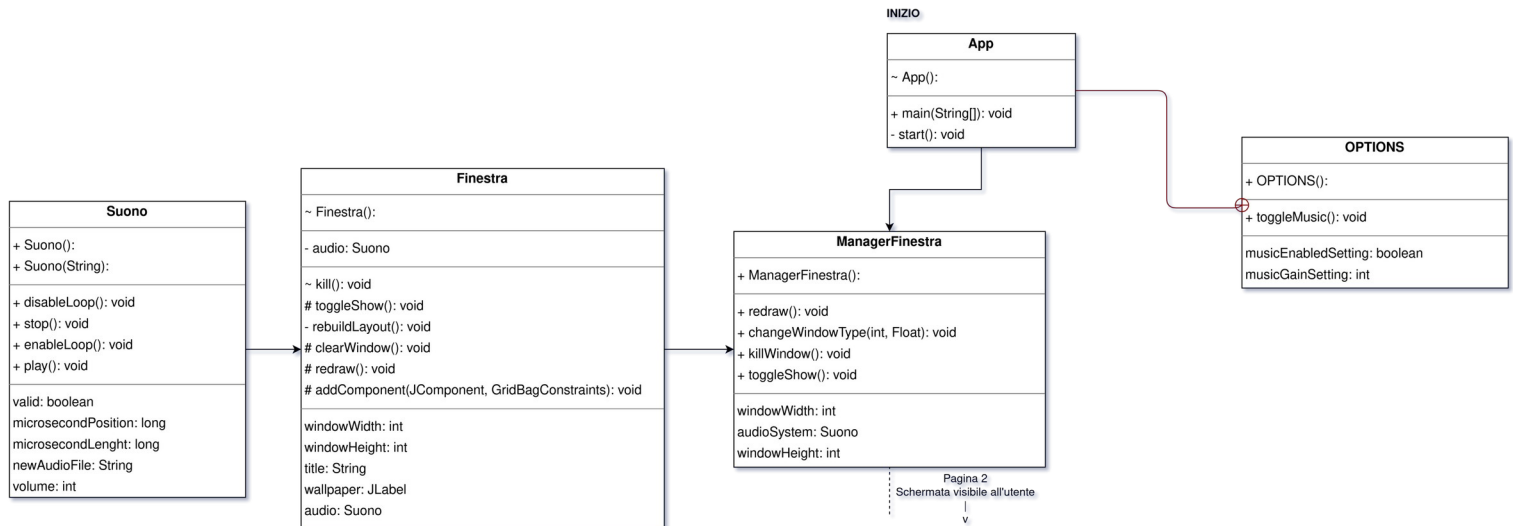 INIZIO
App
~ App():
+ main(String[]): void
- start(): void
OPTIONS
+ OPTIONS():
+ toggleMusic(): void
musicEnabledSetting: boolean
musicGainSetting: int
Finestra
~ Finestra():
- audio: Suono
~ kill(): void
# toggleShow(): void
- rebuildLayout(): void
# clearWindow(): void
# redraw(): void
# addComponent(JComponent, GridBagConstraints): void
windowWidth: int
windowHeight: int
title: String
wallpaper: JLabel
audio: Suono
Suono
+ Suono():
+ Suono(String):
+ disableLoop(): void
+ stop(): void
+ enableLoop(): void
+ play(): void
valid: boolean
microsecondPosition: long
microsecondLenght: long
newAudioFile: String
volume: int
ManagerFinestra
+ ManagerFinestra():
+ redraw(): void
+ changeWindowType(int, Float): void
+ killWindow(): void
+ toggleShow(): void
windowWidth: int
audioSystem: Suono
windowHeight: int
Pagina 2
Schermata visibile all'utente
|
v